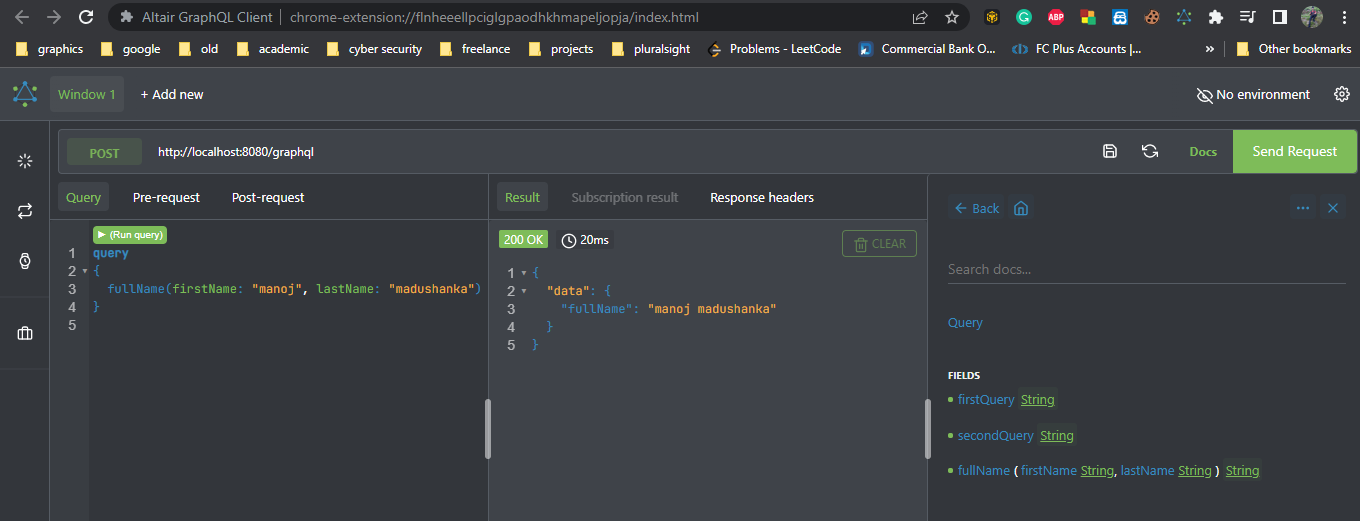 Altair GraphQL Client | chrome-extension://flnheeellpciglgpaodhkhmapeljopja/index.html
graphics google old academic cyber security freelance projects pluralsight Problems - LeetCode Commercial Bank O... FC Plus Accounts |... » Other bookmarks
Window 1 + Add new No environment
POST http://localhost:8080/graphql Docs Send Request
Query Pre-request Post-request
▶ (Run query)
1 query
2 {
3 fullName(firstName: "manoj", lastName: "madushanka")
4 }
5
Result Subscription result Response headers
200 OK 20ms CLEAR
1 {
2 "data": {
3 "fullName": "manoj madushanka"
4 }
5 }
Back
Search docs...
Query
FIELDS
firstQuery String
secondQuery String
fullName ( firstName String, lastName String ) String